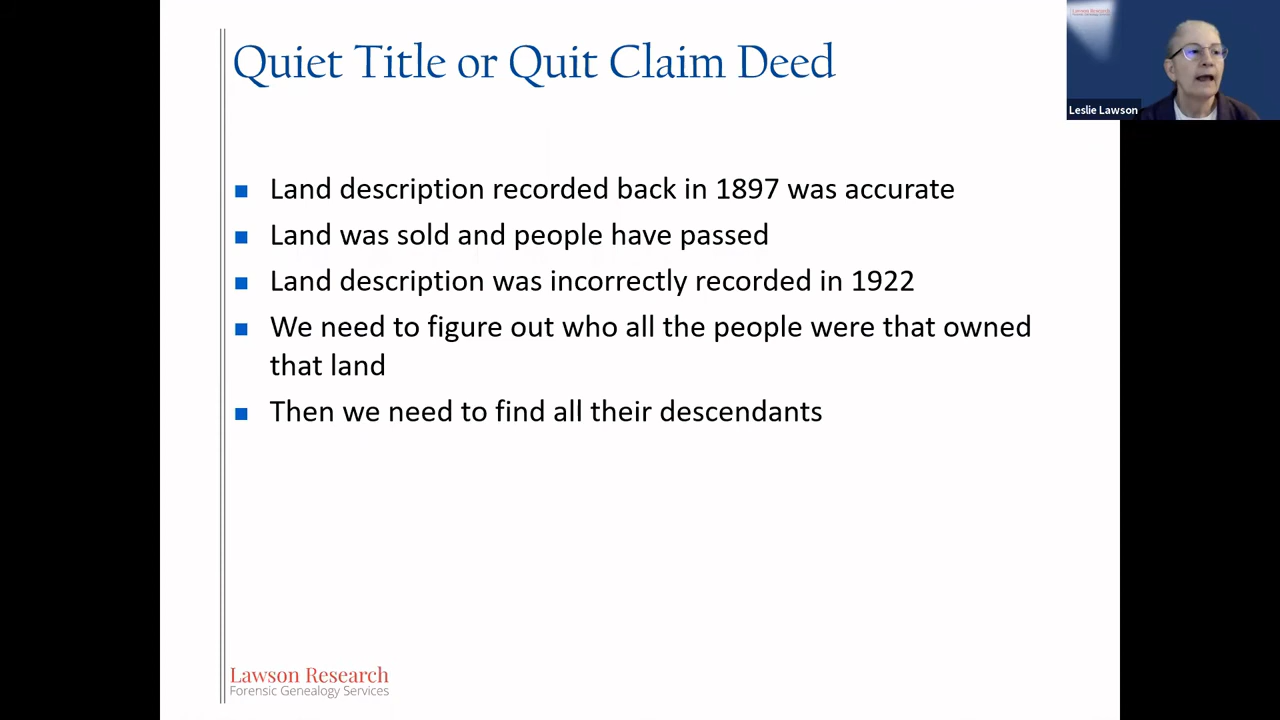 Quiet Title or Quit Claim Deed
Lawson Research
Leslie Lawson
Land description recorded back in 1897 was accurate
Land was sold and people have passed
Land description was incorrectly recorded in 1922
We need to figure out who all the people were that owned
that land
Then we need to find all their descendants
Lawson Research
Forensic Genealogy Services